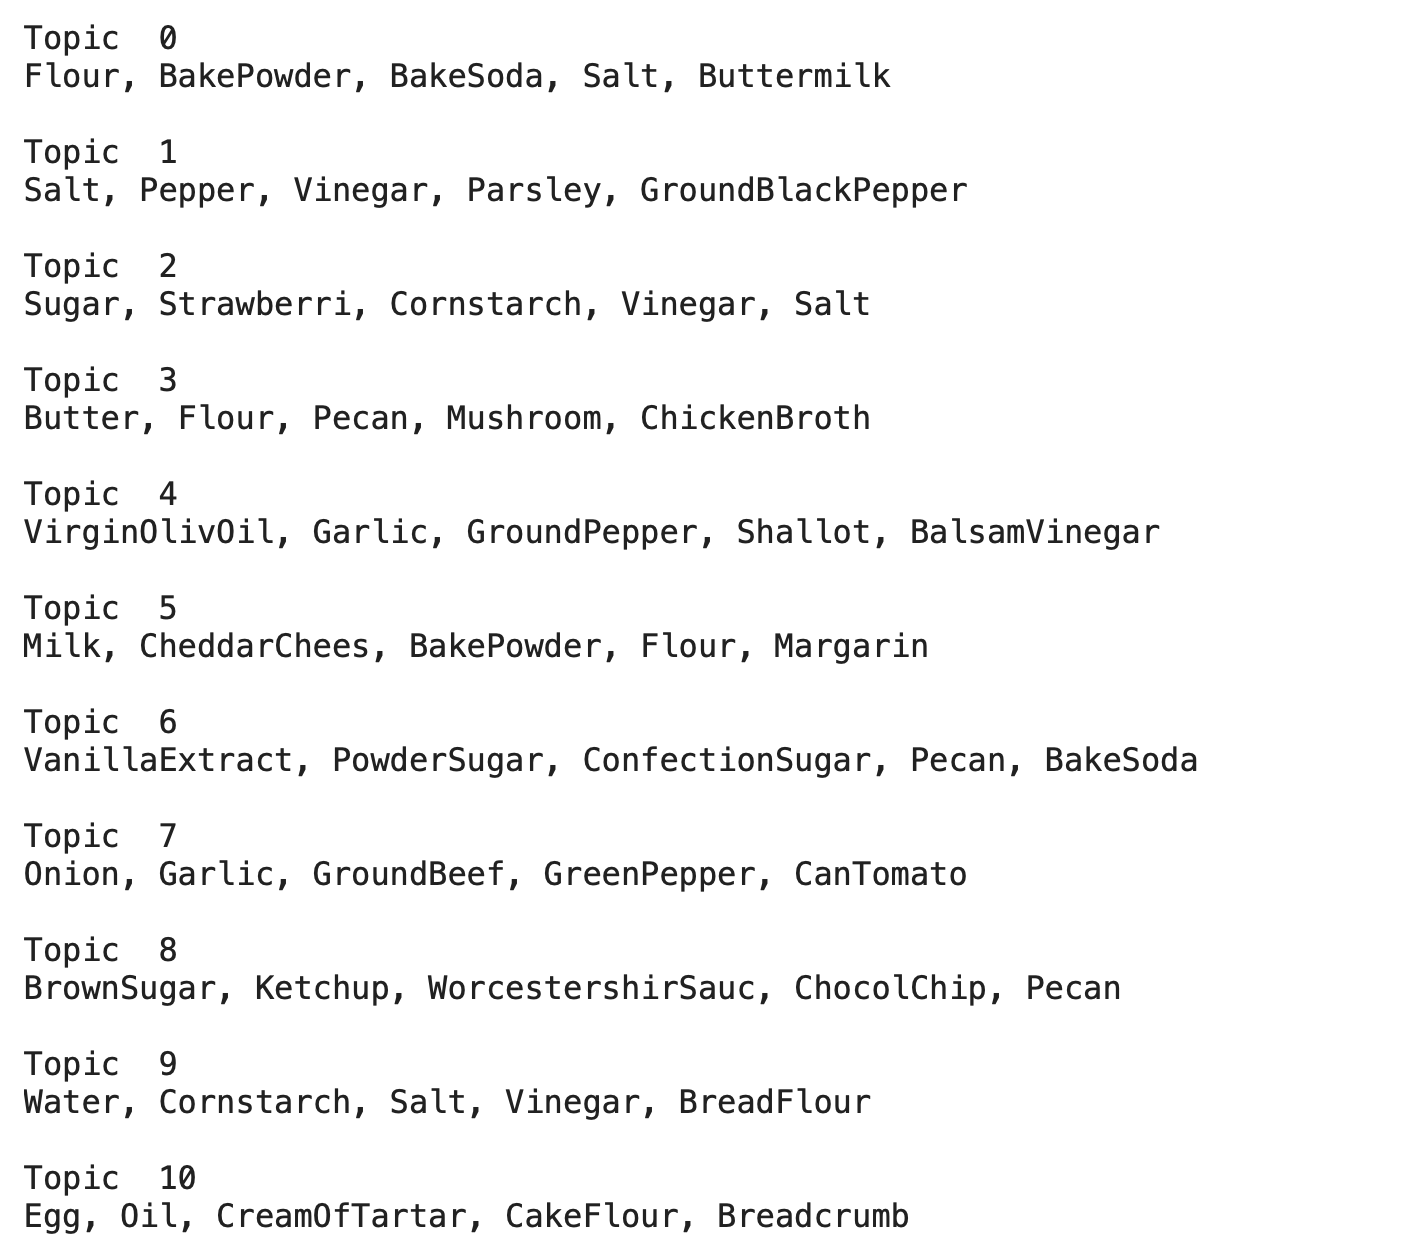 Topic  0
Flour, BakePowder, BakeSoda, Salt, Buttermilk
Topic  1
Salt, Pepper, Vinegar, Parsley, GroundBlackPepper
Topic  2
Sugar, Strawberri, Cornstarch, Vinegar, Salt
Topic  3
Butter, Flour, Pecan, Mushroom, ChickenBroth
Topic  4
VirginOlivOil, Garlic, GroundPepper, Shallot, BalsamVinegar
Topic  5
Milk, CheddarChees, BakePowder, Flour, Margarin
Topic  6
VanillaExtract, PowderSugar, ConfectionSugar, Pecan, BakeSoda
Topic  7
Onion, Garlic, GroundBeef, GreenPepper, CanTomato
Topic  8
BrownSugar, Ketchup, WorcestershirSauc, ChocolChip, Pecan
Topic  9
Water, Cornstarch, Salt, Vinegar, BreadFlour
Topic  10
Egg, Oil, CreamOfTartar, CakeFlour, Breadcrumb